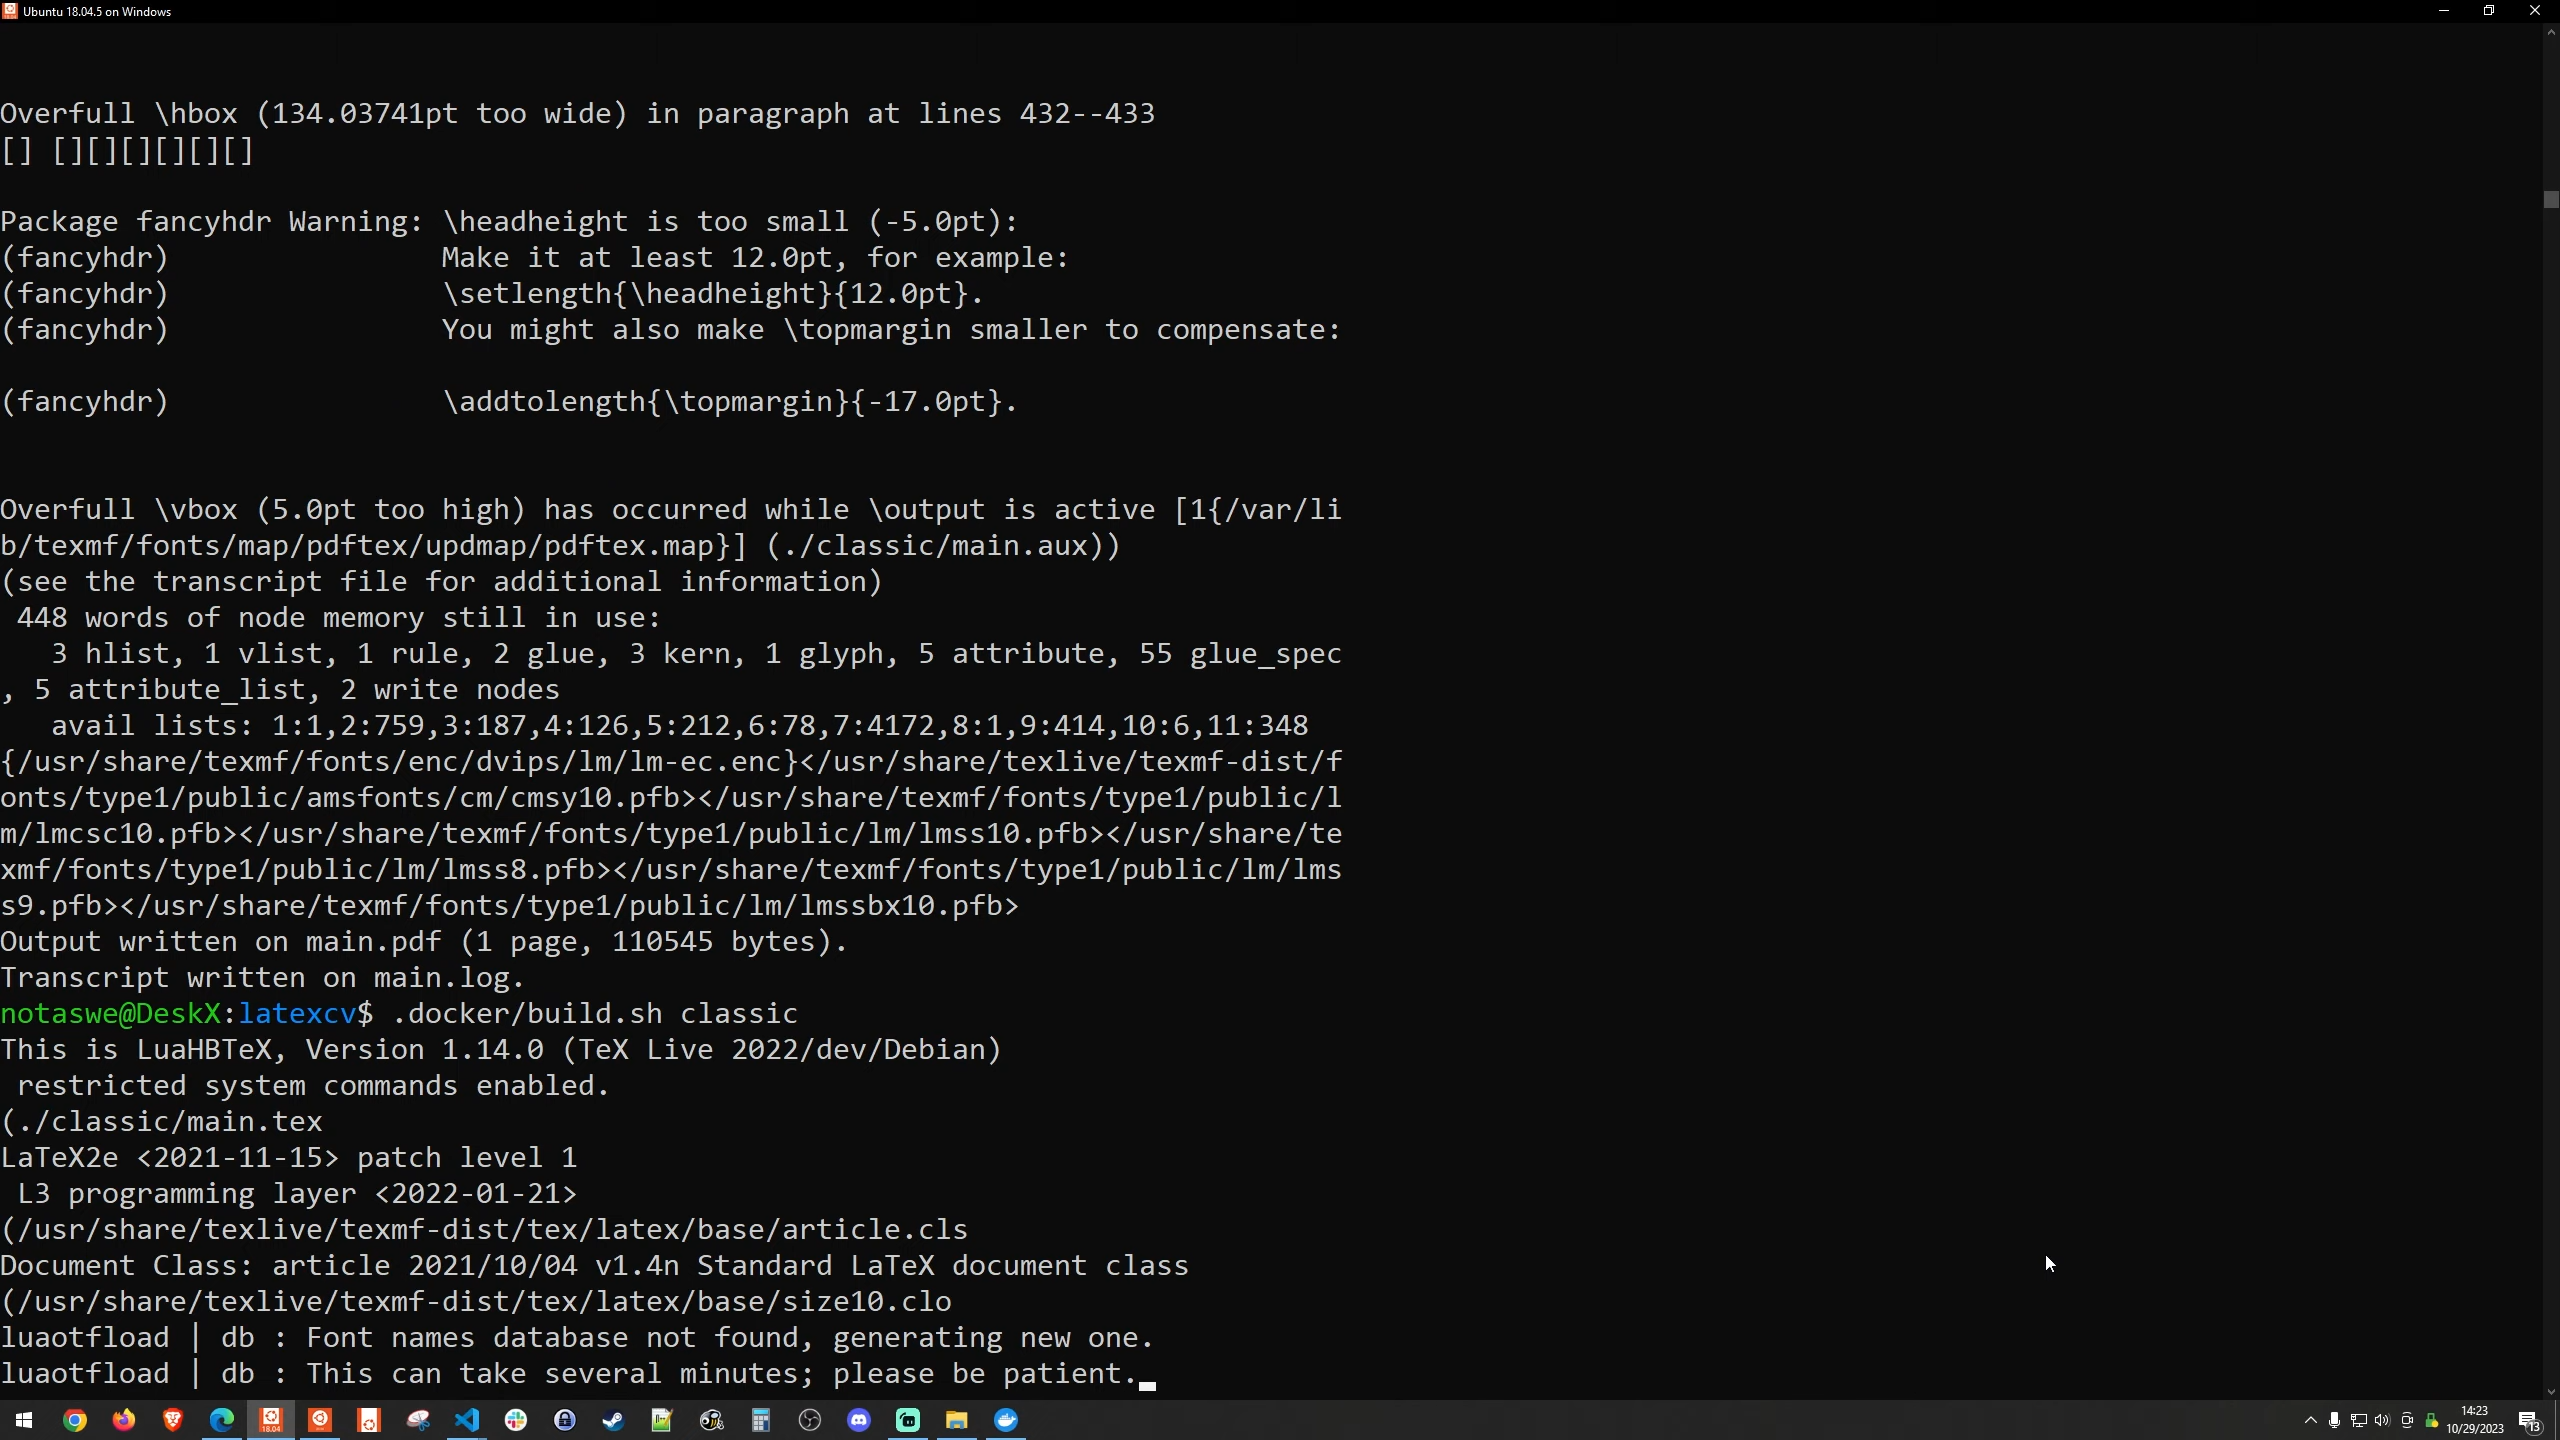 Ubuntu 18.04.5 on Windows
Overfull \hbox (134.03741pt too wide) in paragraph at lines 432--433
[] [][][][][][]
Package fancyhdr Warning: \headheight is too small (-5.0pt):
(fancyhdr)                Make it at least 12.0pt, for example:
(fancyhdr)                \setlength{\headheight}{12.0pt}.
(fancyhdr)                You might also make \topmargin smaller to compensate:
(fancyhdr)                \addtolength{\topmargin}{-17.0pt}.
Overfull \vbox (5.0pt too high) has occurred while \output is active [1{/var/li
b/texmf/fonts/map/pdftex/updmap/pdftex.map}] (./classic/main.aux))
(see the transcript file for additional information)
 448 words of node memory still in use:
   3 hlist, 1 vlist, 1 rule, 2 glue, 3 kern, 1 glyph, 5 attribute, 55 glue_spec
, 5 attribute_list, 2 write nodes
   avail lists: 1:1,2:759,3:187,4:126,5:212,6:78,7:4172,8:1,9:414,10:6,11:348
{/usr/share/texmf/fonts/enc/dvips/lm/lm-ec.enc}</usr/share/texlive/texmf-dist/f
onts/type1/public/amsfonts/cm/cmsy10.pfb></usr/share/texmf/fonts/type1/public/l
m/lmcsc10.pfb></usr/share/texmf/fonts/type1/public/lm/lmss10.pfb></usr/share/te
xmf/fonts/type1/public/lm/lmss8.pfb></usr/share/texmf/fonts/type1/public/lm/lms
s9.pfb></usr/share/texmf/fonts/type1/public/lm/lmssbx10.pfb>
Output written on main.pdf (1 page, 110545 bytes).
Transcript written on main.log.
notaswe@DeskX:latexcv$ .docker/build.sh classic
This is LuaHBTeX, Version 1.14.0 (TeX Live 2022/dev/Debian)
 restricted system commands enabled.
(./classic/main.tex
LaTeX2e <2021-11-15> patch level 1
 L3 programming layer <2022-01-21>
(/usr/share/texlive/texmf-dist/tex/latex/base/article.cls
Document Class: article 2021/10/04 v1.4n Standard LaTeX document class
(/usr/share/texlive/texmf-dist/tex/latex/base/size10.clo
luaotfload | db : Font names database not found, generating new one.
luaotfload | db : This can take several minutes; please be patient.
18.04
14:23
10/29/2023
13